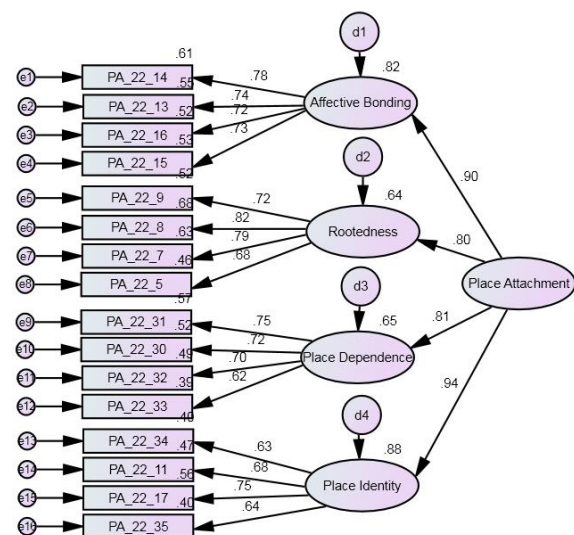 d1
.61
.82
e1 PA_22_14 .78
.55
e2 PA_22_13 .74 Affective Bonding
.52 .72
e3 PA_22_16
.53 .73
e4 PA_22_15
d2
.52
.90
e5 PA_22_9 .72 .64
.68
e6 PA_22_8 .82 Rootedness
.63 .80
e7 PA_22_7 .79
.46 .68
e8 PA_22_5 Place Attachment
d3
.57
.81
e9 PA_22_31 .75 .65
.52
e10 PA_22_30 .72 Place Dependence
.49 .70
e11 PA_22_32
.39 .62
e12 PA_22_33 .94
d4
.40
e13 PA_22_34 .63 .88
.47
e14 PA_22_11 .68 Place Identity
.56 .75
e15 PA_22_17
.40 .64
e16 PA_22_35